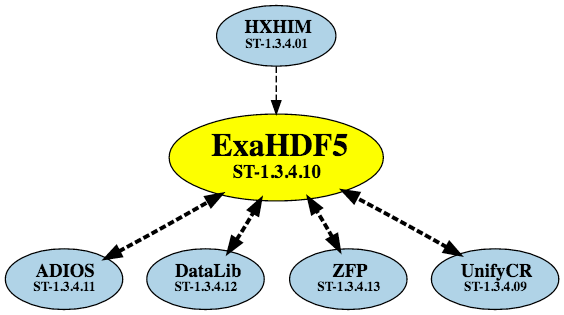 HXHIM
ST-1.3.4.01
ExaHDF5
ST-1.3.4.10
ADIOS
ST-1.3.4.11
DataLib
ST-1.3.4.12
ZFP
ST-1.3.4.13
UnifyCR
ST-1.3.4.09